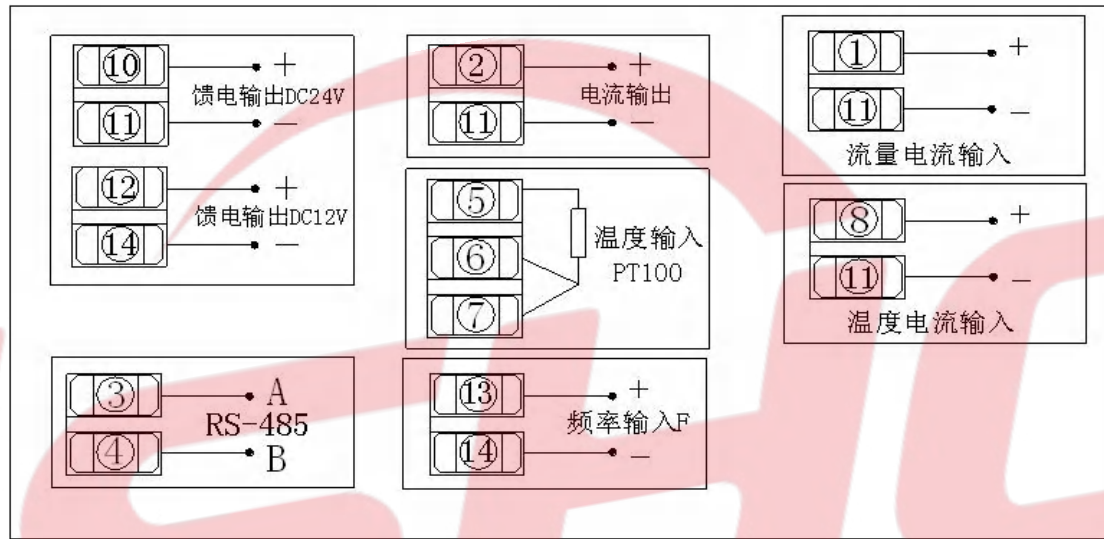 ⑩ +
馈电输出DC24V
⑪ —
⑫ +
馈电输出DC12V
⑭ —
② +
电流输出
⑪ —
① +
⑪ —
流量电流输入
⑤
⑥
⑦
温度输入
PT100
⑧ +
⑪ —
温度电流输入
③ A
RS-485
④ B
⑬ +
频率输入F
⑭ —